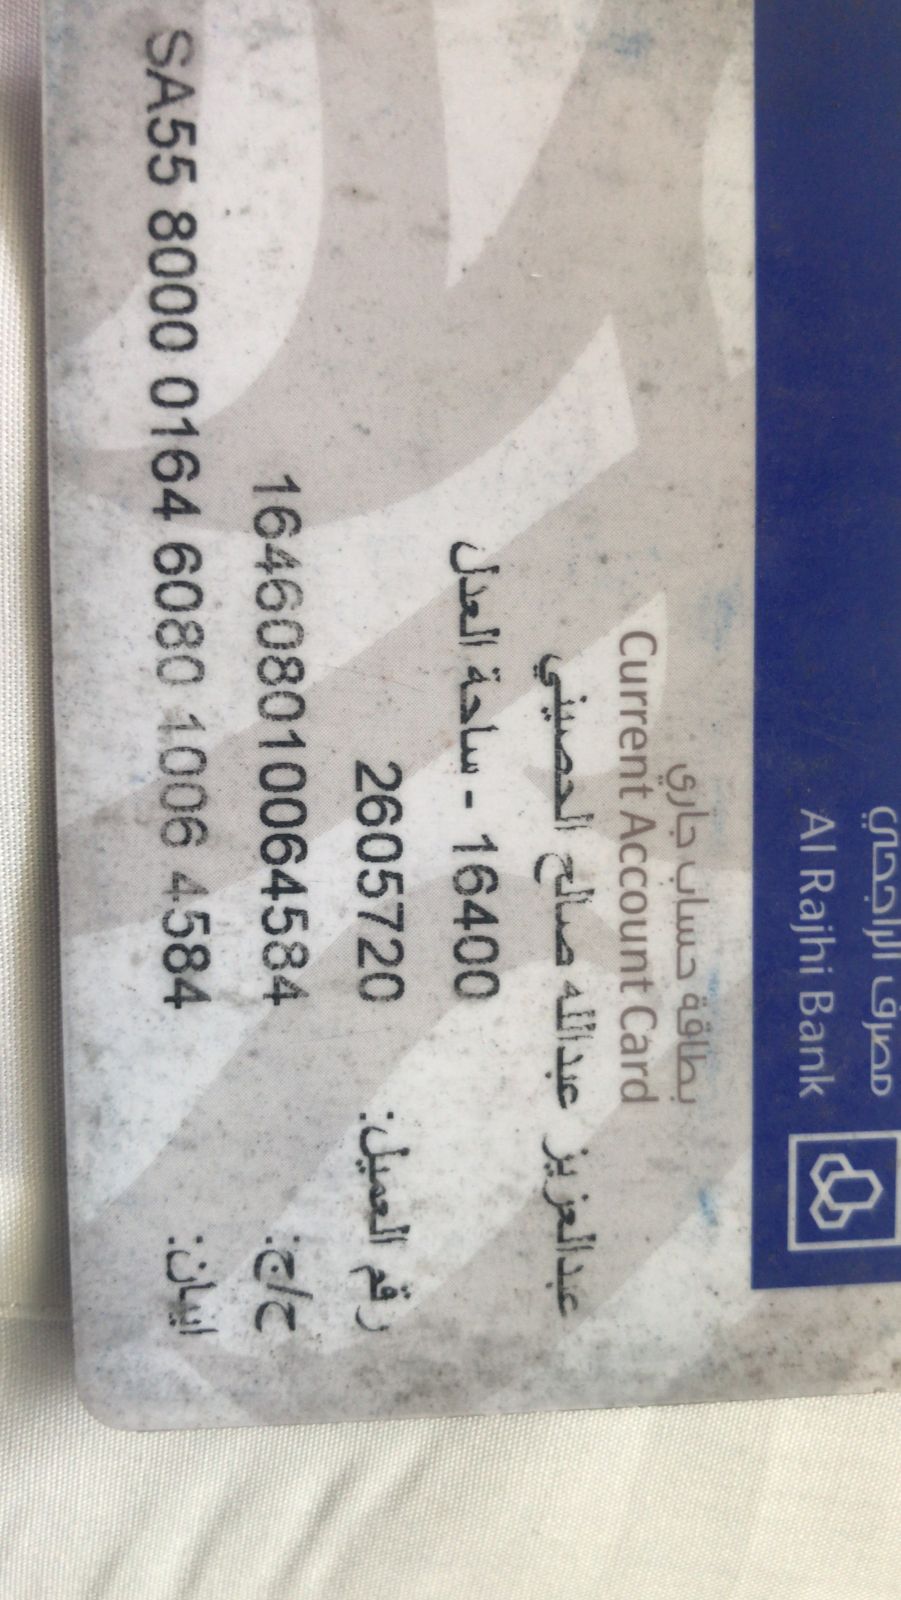 مصرف الراجحي
Al Rajhi Bank
بطاقة حساب جاري
Current Account Card
عبدالعزيز عبدالله صالح الحصيني
16400 - ساحة العدل
رقم العميل: 2605720
ح/ج: 164608010064584
ايبان: SA55 8000 0164 6080 1006 4584